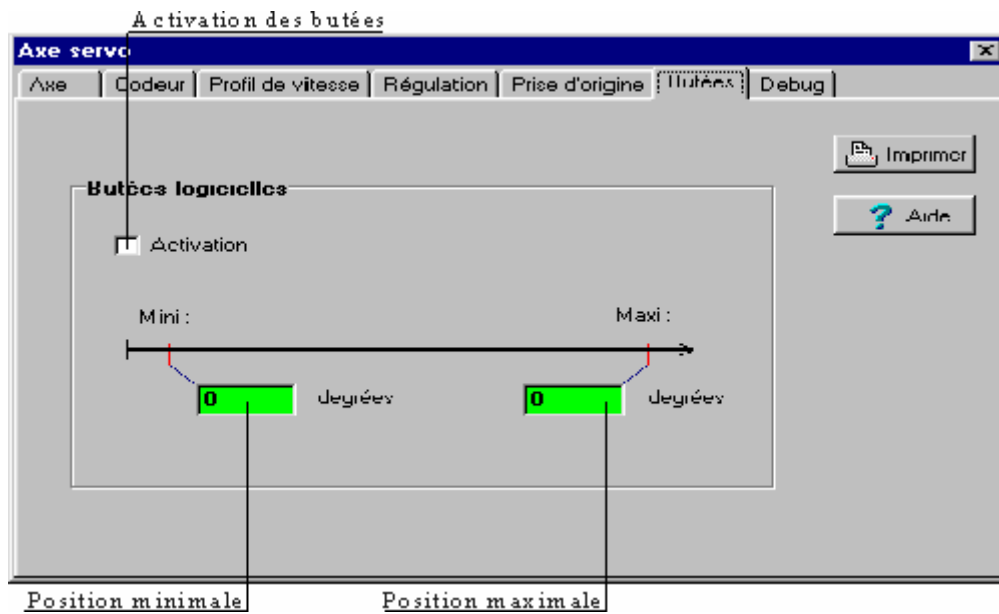 Activation des butées
Axe servo
Axe Codeur Profil de vitesse Régulation Prise d'origine Butées Debug
Imprimer
Butées logicielles
Aide
Activation
Mini : Maxi :
0 degrées 0 degrées
Position minimale Position maximale